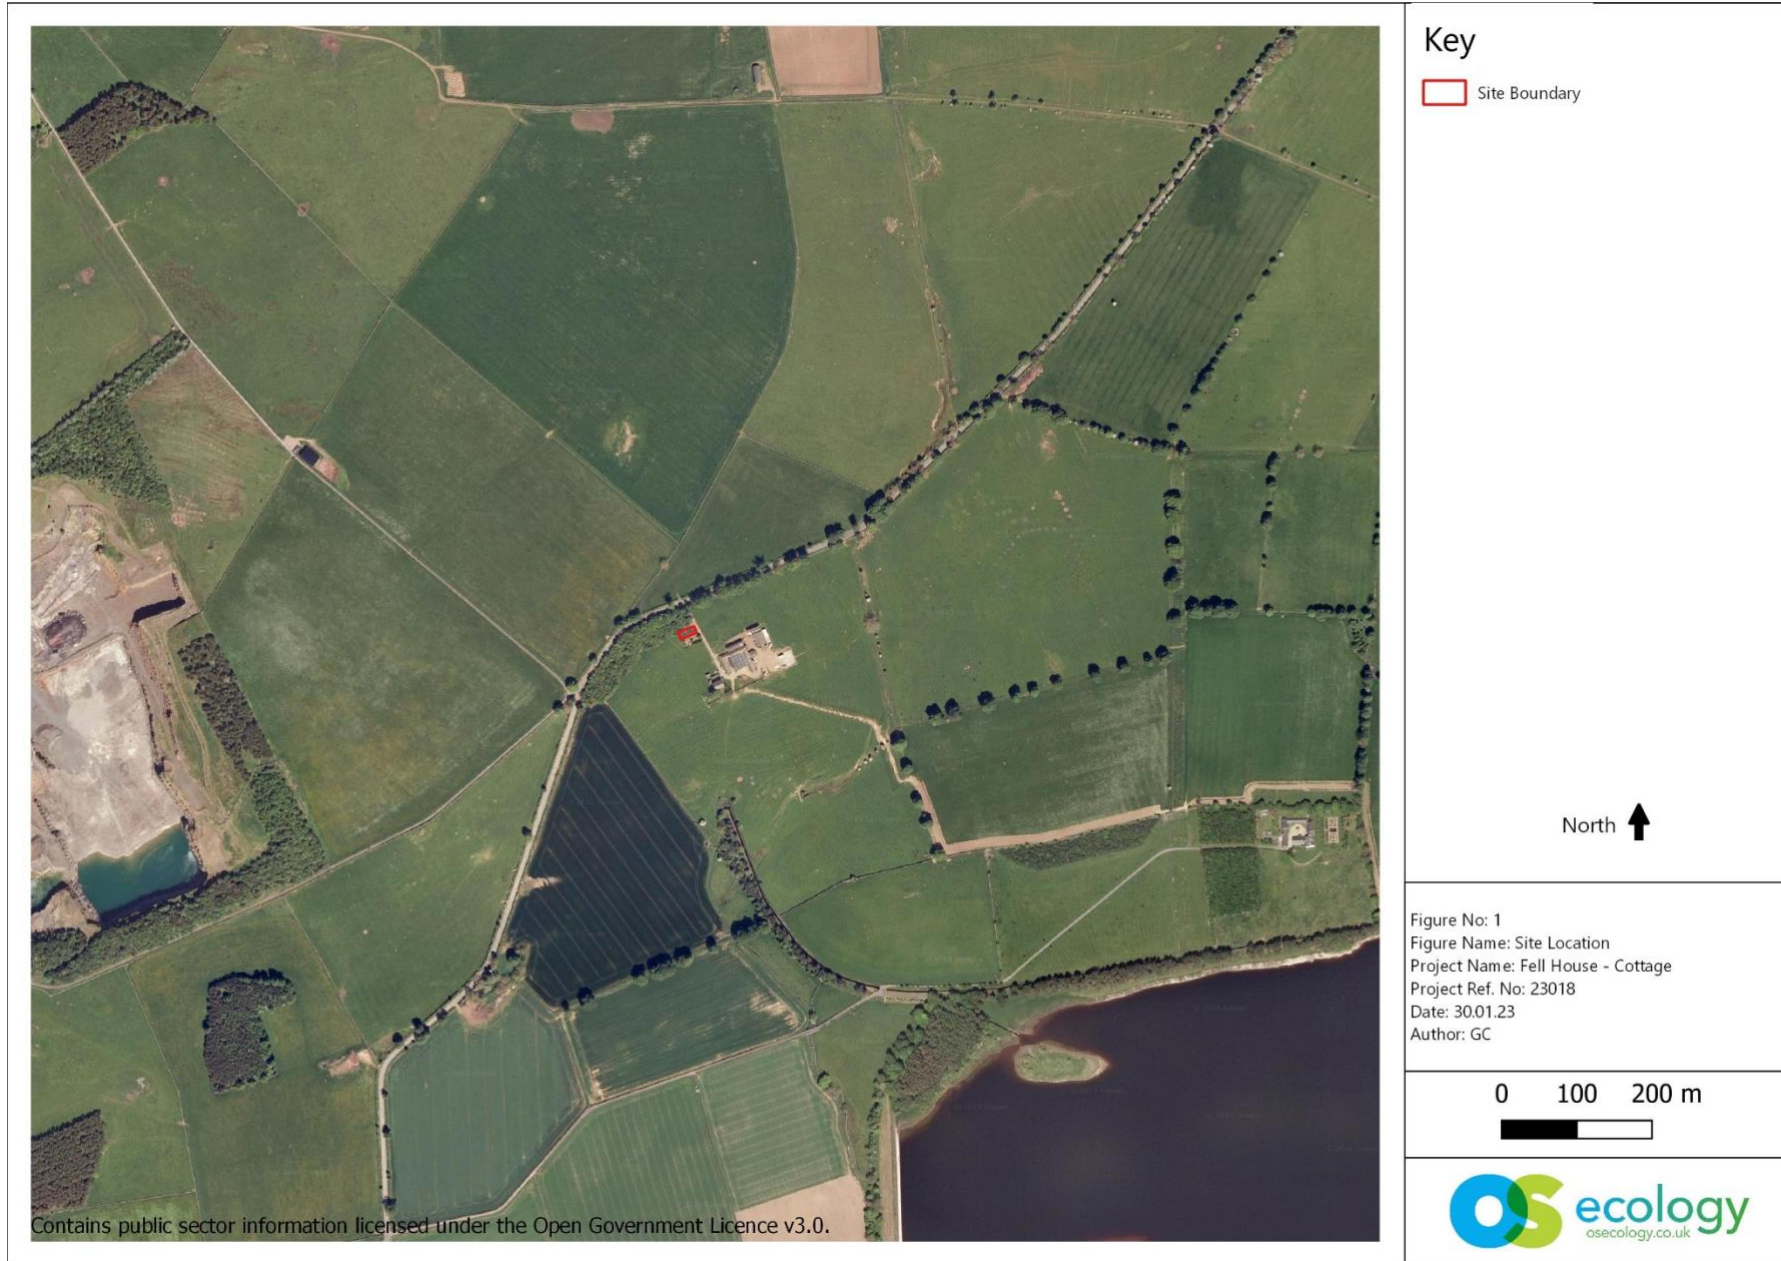 Key
Site Boundary
North
Figure No: 1
Figure Name: Site Location
Project Name: Fell House - Cottage
Project Ref. No: 23018
Date: 30.01.23
Author: GC
0 100 200 m
OS ecology
osecology.co.uk
Contains public sector information licensed under the Open Government Licence v3.0.